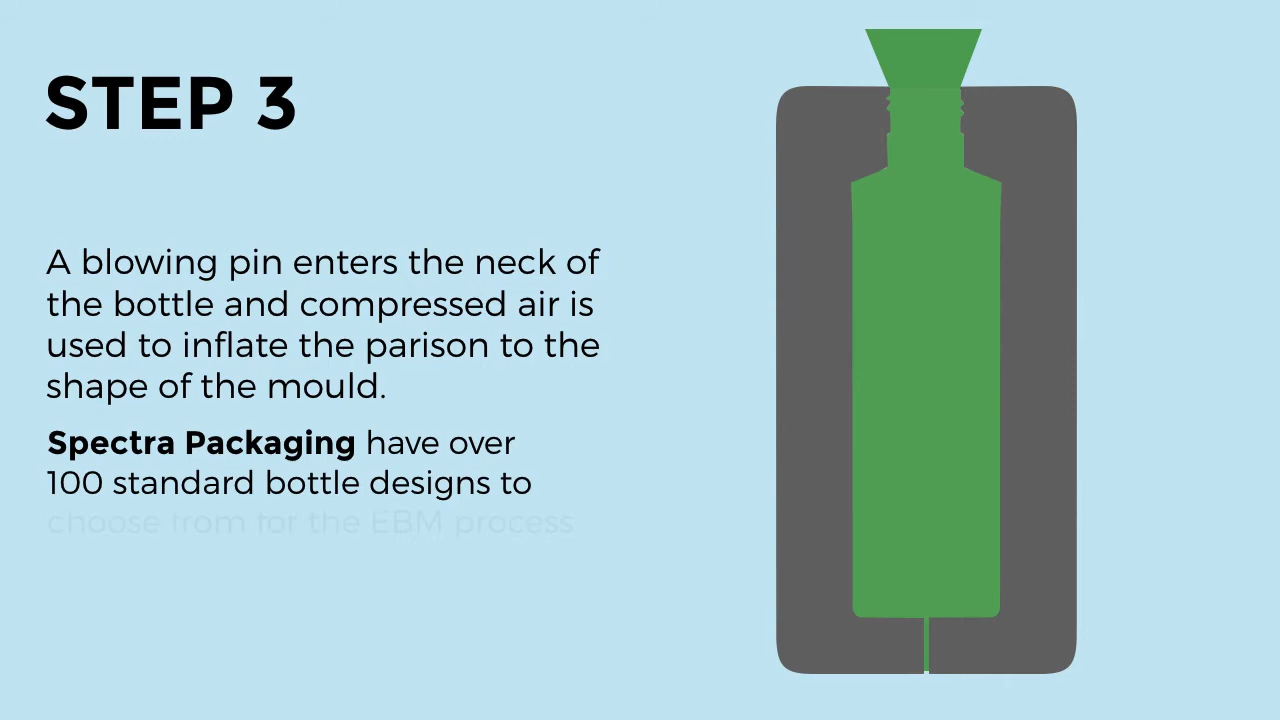 STEP 3
A blowing pin enters the neck of
the bottle and compressed air is
used to inflate the parison to the
shape of the mould.
Spectra Packaging have over
100 standard bottle designs to
choose from for the EBM process